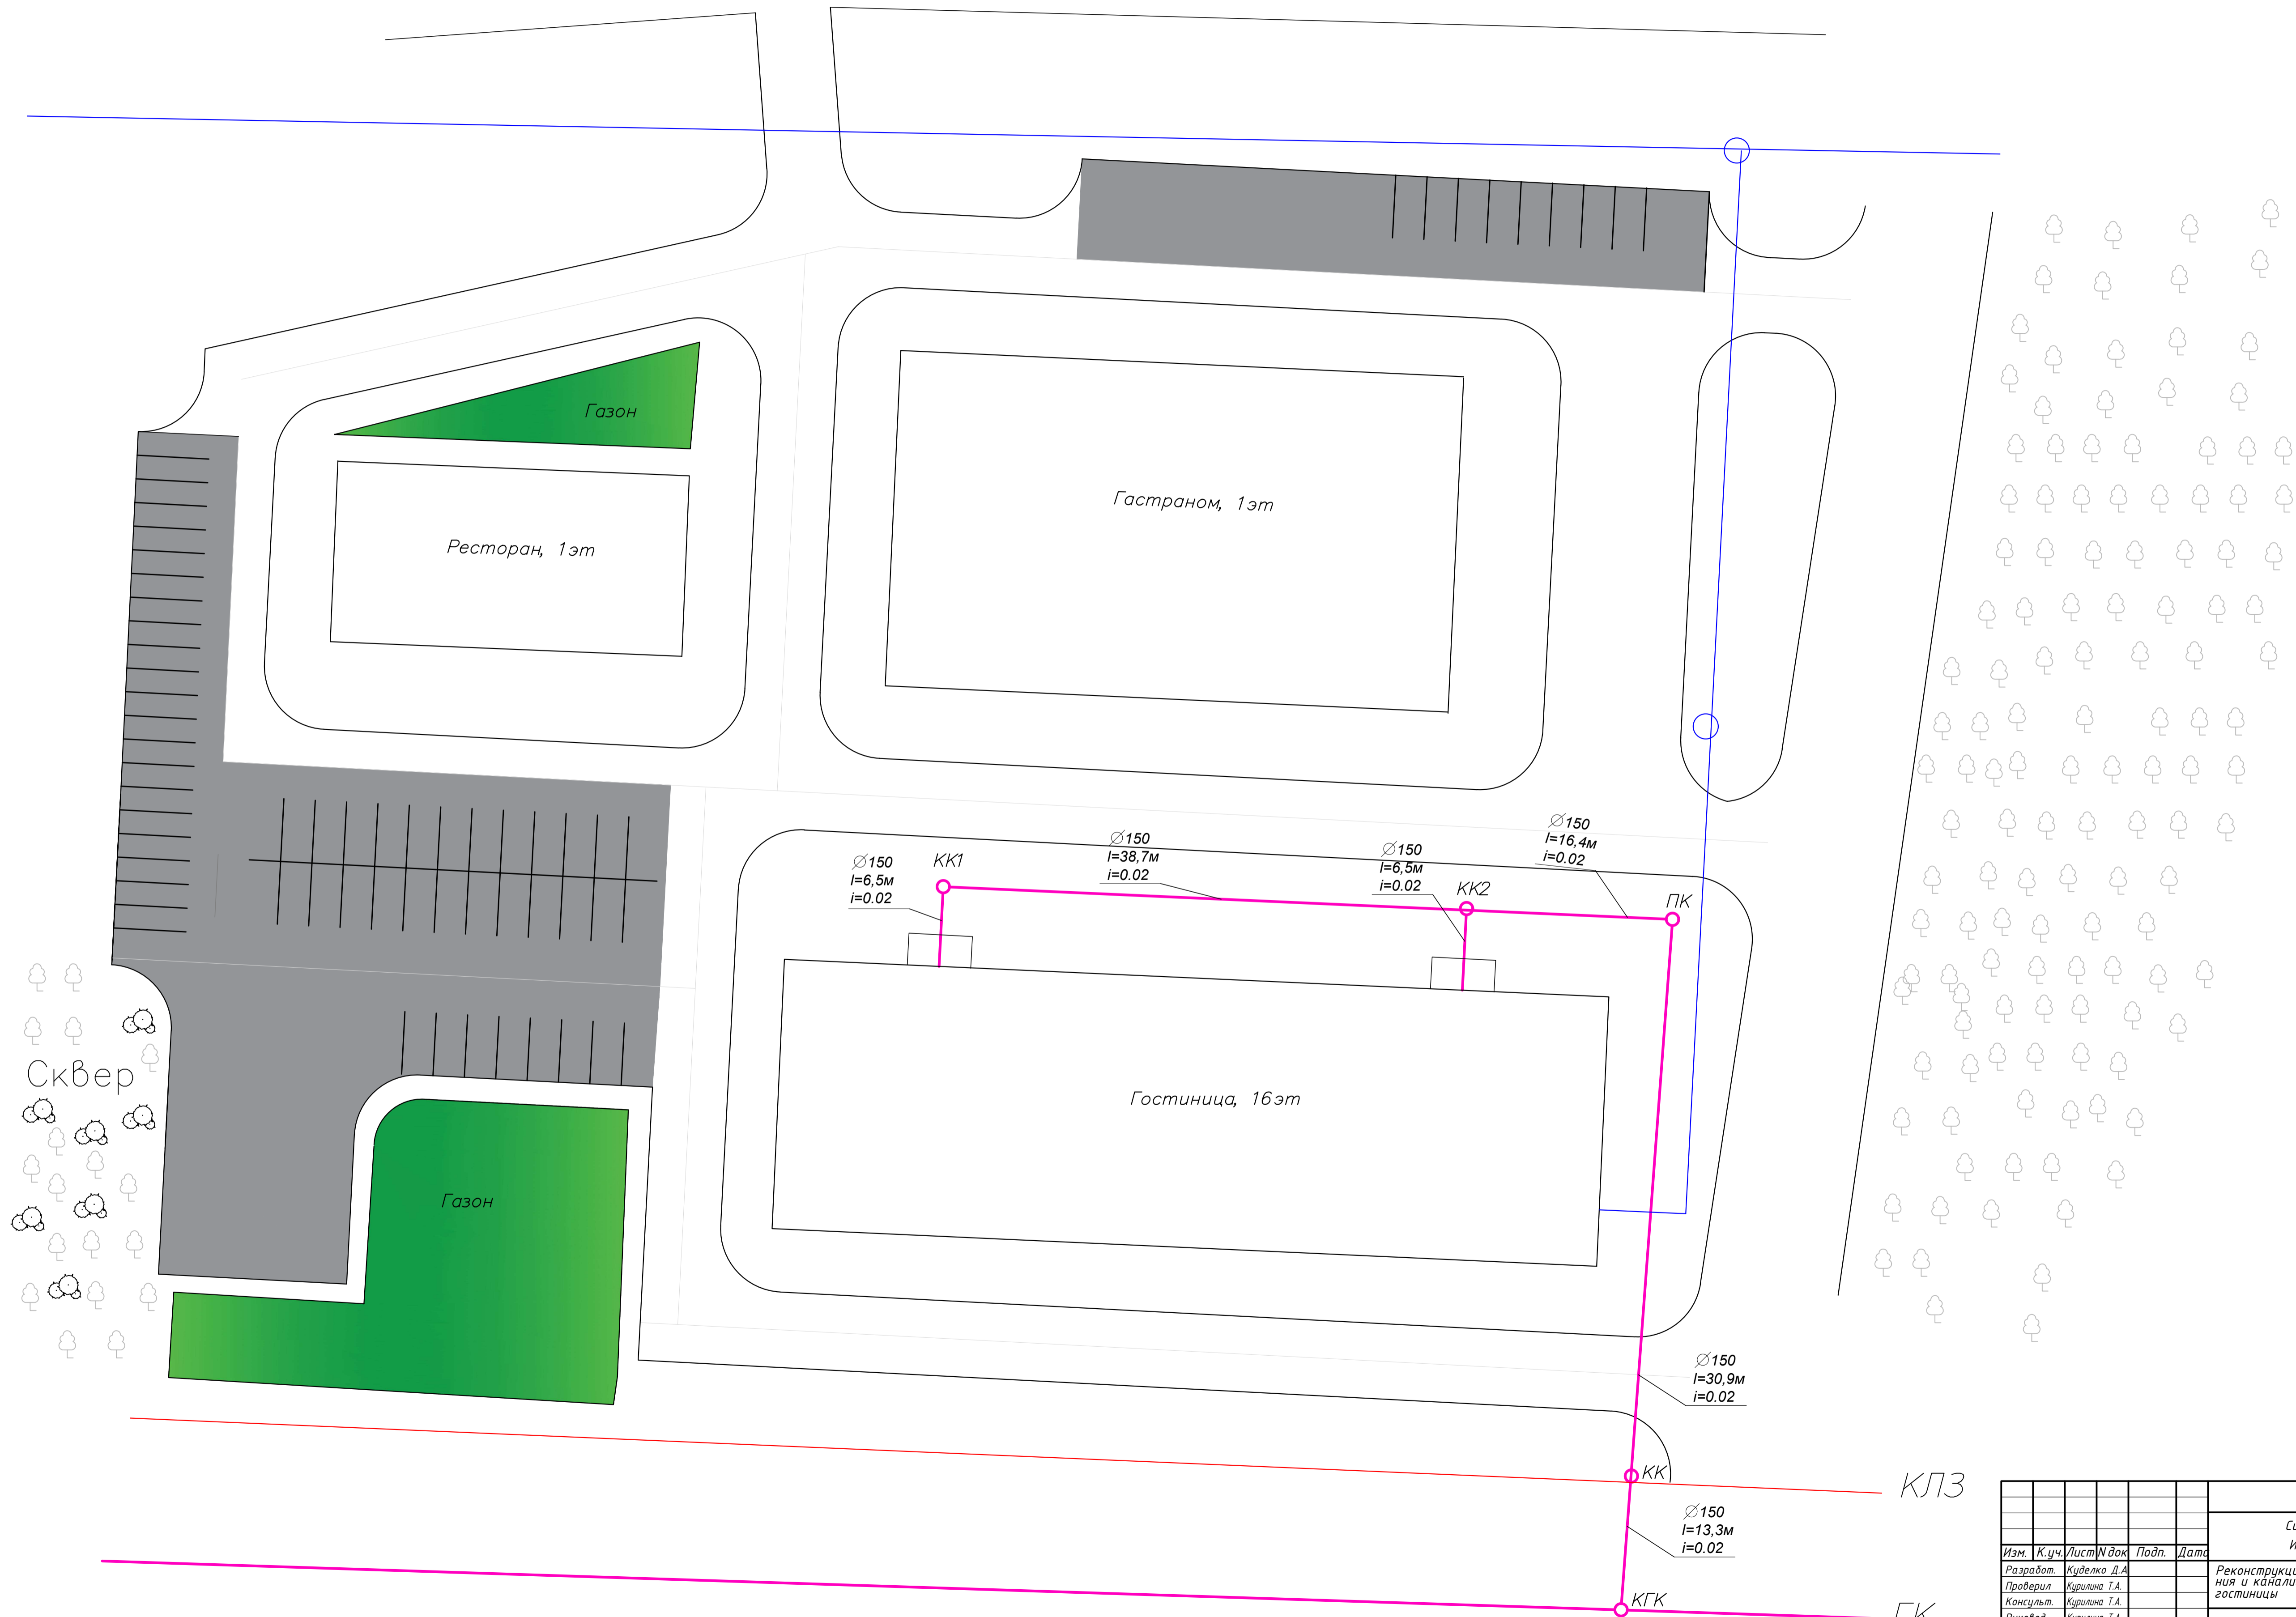 Газон
Гастраном, 1эт
Ресторан, 1эт
∅150
l=6,5м
i=0.02
КК1
∅150
l=38,7м
i=0.02
∅150
l=6,5м
i=0.02
КК2
∅150
l=16,4м
i=0.02
ПК
Сквер
Гостиница, 16эт
Газон
∅150
l=30,9м
i=0.02
КК
КЛЗ
∅150
l=13,3м
i=0.02
КГК
ГК
Изм. К.уч. Лист N док Подп. Дата
Разработ. Куделко Д.А
Проверил Курилина Т.А.
Консульт. Курилина Т.А.
Реконструкци
ния и канали
гостиницы